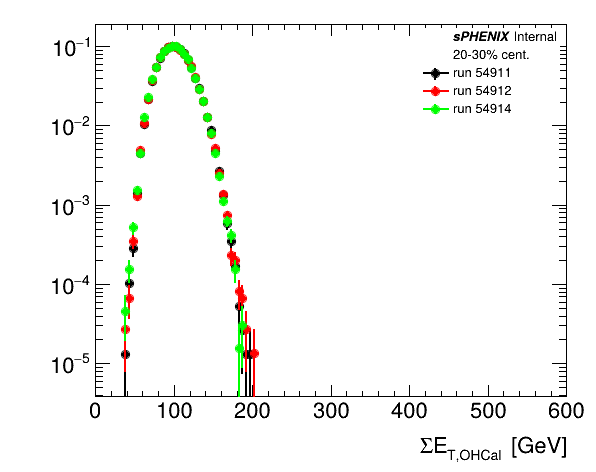 sPHENIX Internal
20-30% cent.
run 54911
run 54912
run 54914
10⁻¹
10⁻²
10⁻³
10⁻⁴
10⁻⁵
0 100 200 300 400 500 600
ΣE_T,OHCal [GeV]